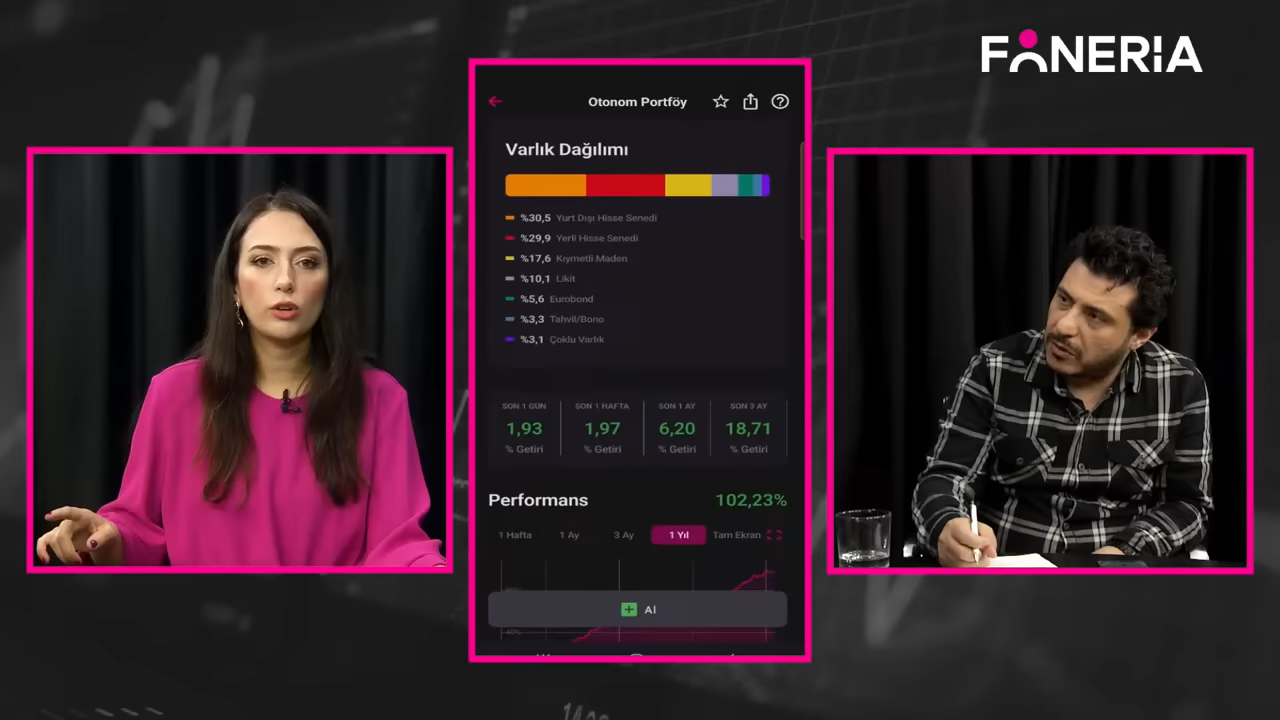 FONERIA
Otonom Portföy
Varlık Dağılımı
%30,5 Yurt Dışı Hisse Senedi
%29,9 Yerli Hisse Senedi
%17,6 Kıymetli Maden
%10,1 Likit
%5,6 Eurobond
%3,3 Tahvil/Bono
%3,1 Çoklu Varlık
SON 1 GÜN SON 1 HAFTA SON 1 AY SON 3 AY
1,93 1,97 6,20 18,71
% Getiri % Getiri % Getiri % Getiri
Performans 102,23%
1 Hafta 1 Ay 3 Ay 1 Yıl Tam Ekran
Al